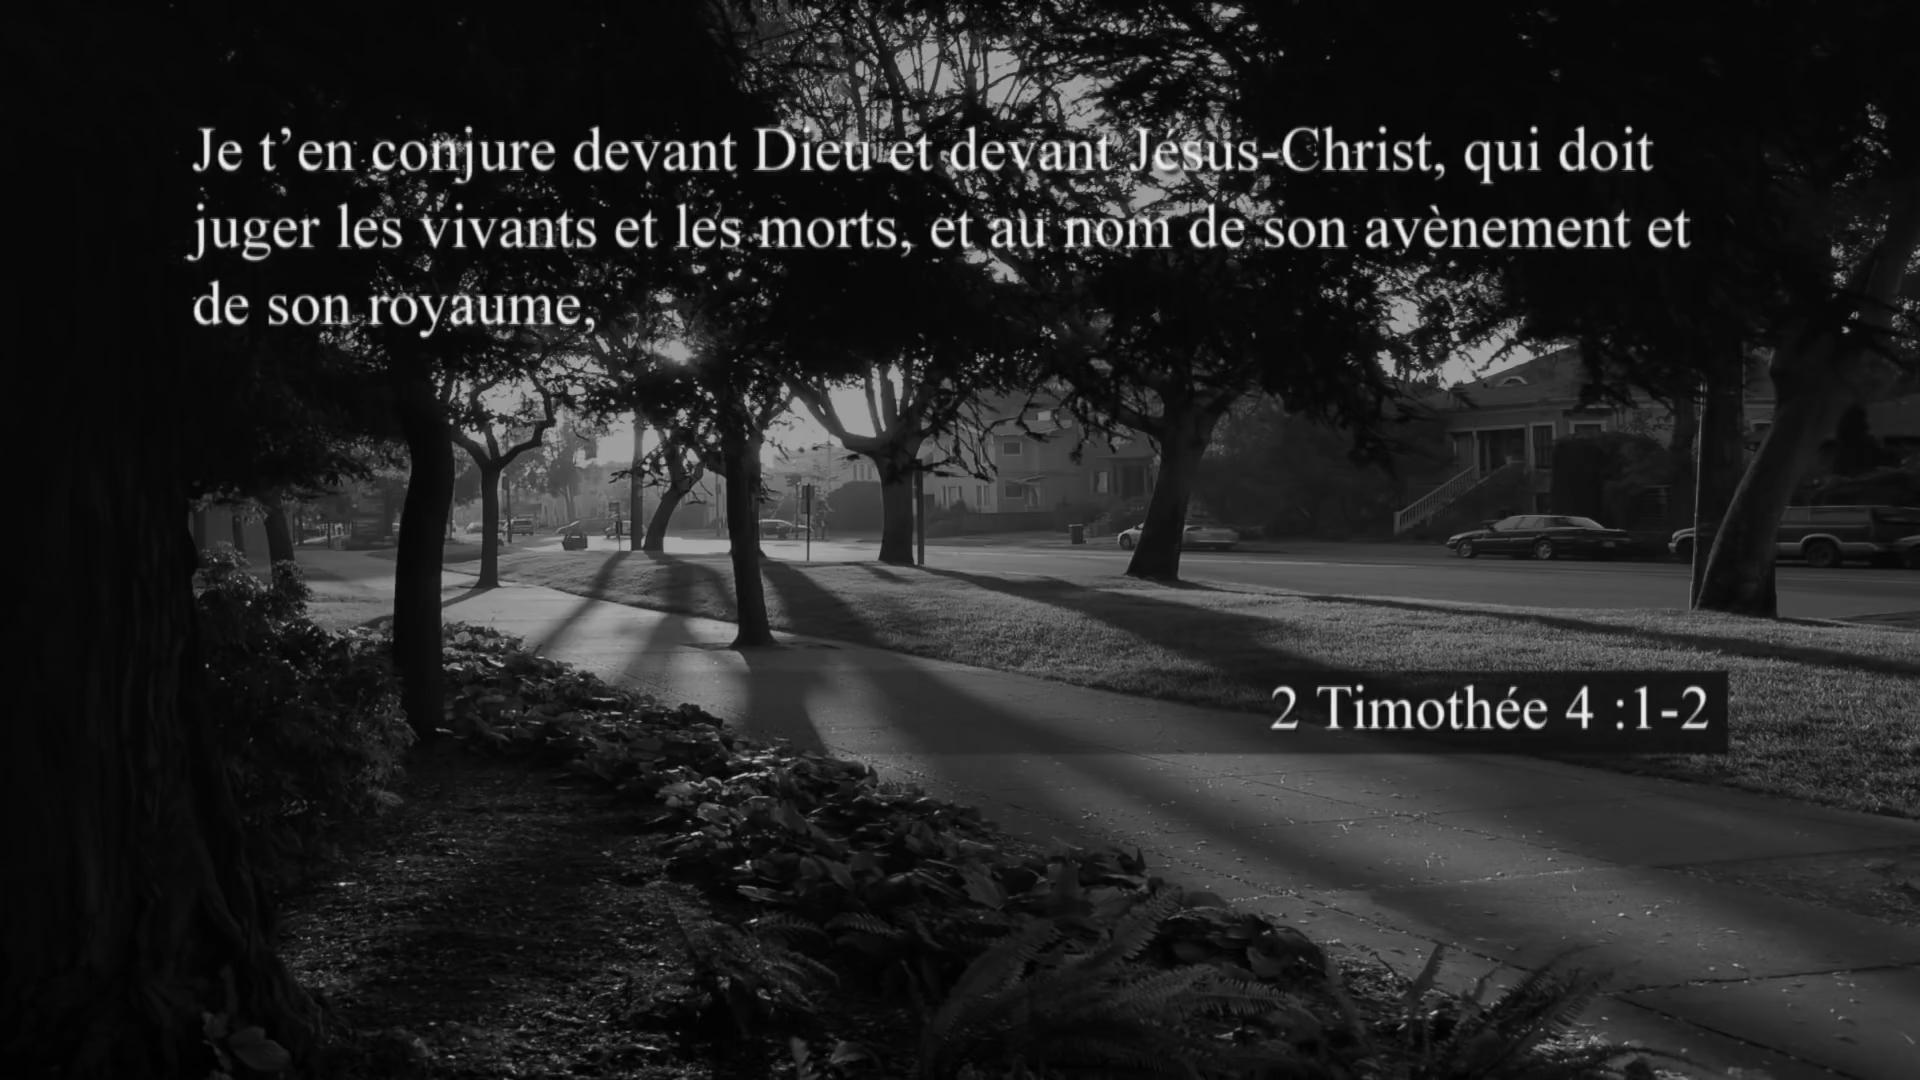 Je t’en conjure devant Dieu et devant Jésus-Christ, qui doit
juger les vivants et les morts, et au nom de son avènement et
de son royaume,
2 Timothée 4 :1-2